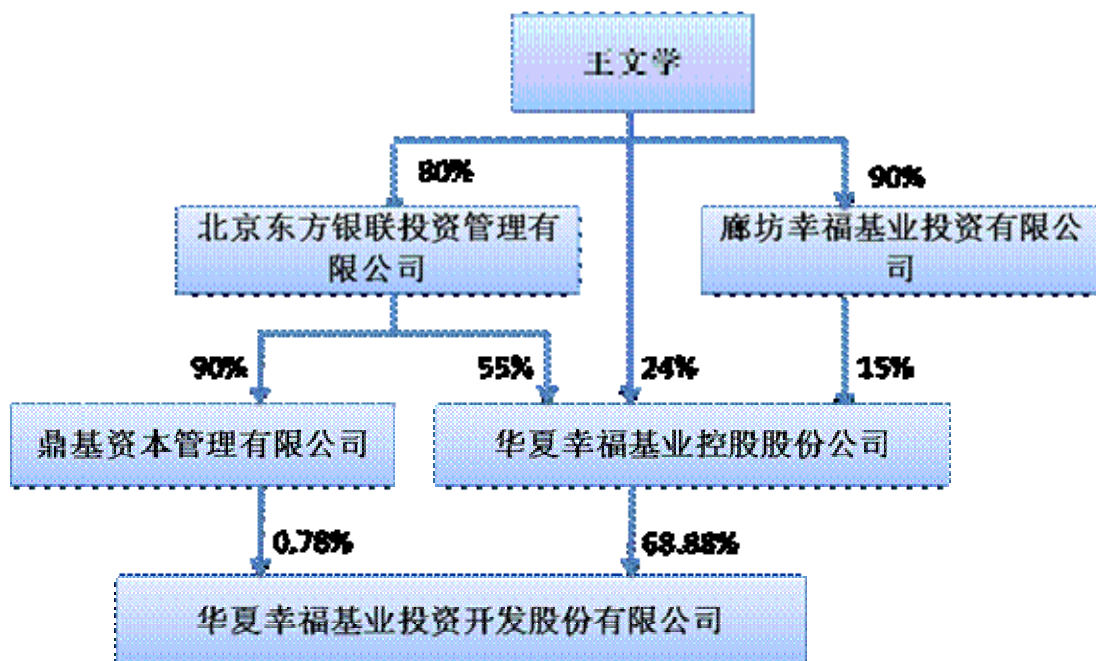 王文学
80%
90%
北京东方银联投资管理有
限公司
廊坊幸福基业投资有限公
司
90%
55%
24%
15%
鼎基资本管理有限公司
华夏幸福基业控股股份公司
0.78%
68.88%
华夏幸福基业投资开发股份有限公司